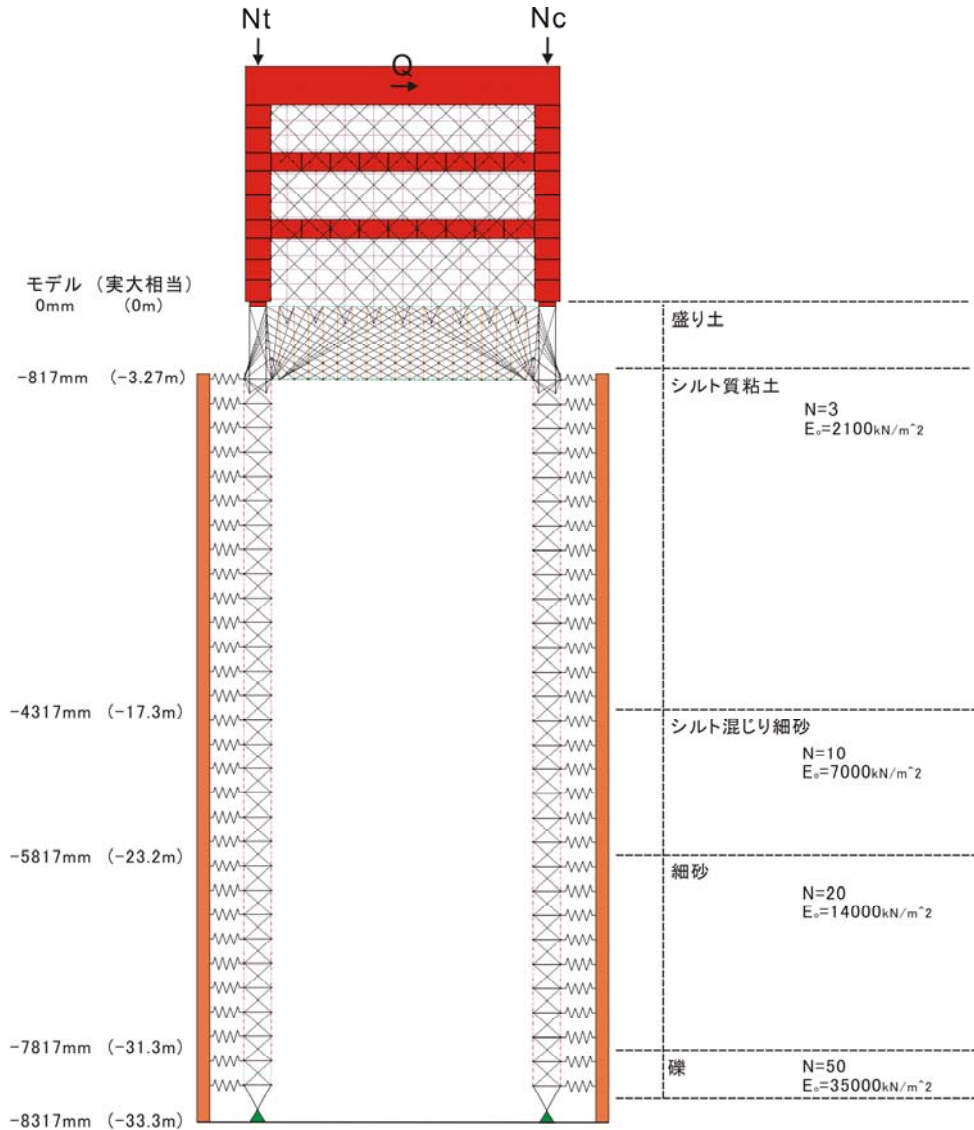 Nt
Nc
Q
モデル (実大相当)
0mm (0m)
盛り土
-817mm (-3.27m)
シルト質粘土
N=3
E₀=2100kN/m^2
-4317mm (-17.3m)
シルト混じり細砂
N=10
E₀=7000kN/m^2
-5817mm (-23.2m)
細砂
N=20
E₀=14000kN/m^2
-7817mm (-31.3m)
礫
N=50
E₀=35000kN/m^2
-8317mm (-33.3m)